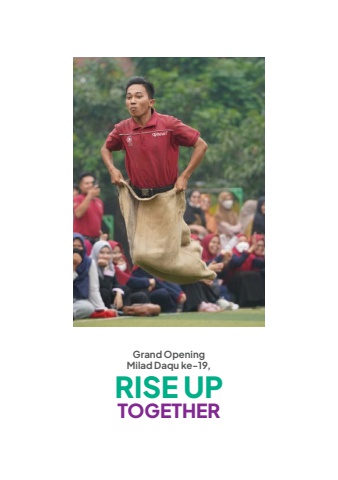 Grand Opening
Milad Daqu ke-19,
RISE UP
TOGETHER